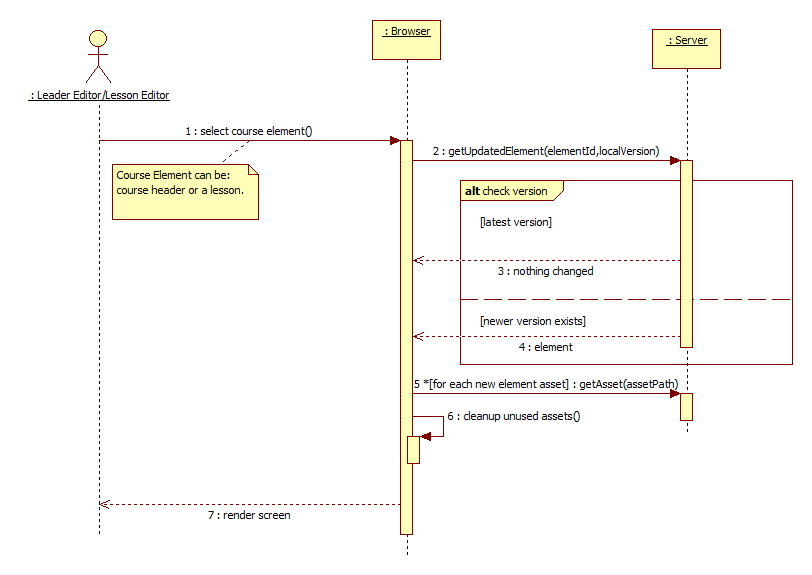 : Browser
: Server
: Leader Editor/Lesson Editor
1 : select course element()
2 : getUpdatedElement(elementId,localVersion)
Course Element can be:
course header or a lesson.
alt check version
[latest version]
3 : nothing changed
[newer version exists]
4 : element
5 *[for each new element asset] : getAsset(assetPath)
6 : cleanup unused assets()
7 : render screen